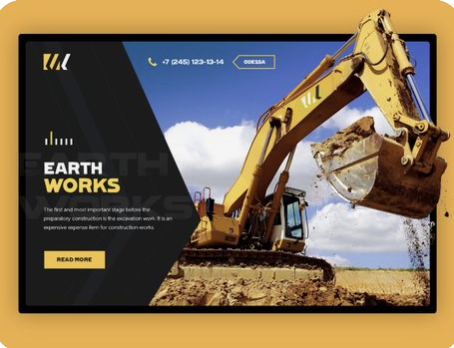 +7 (245) 123-13-14
ODESSA
EARTH
WORKS
The first and most important stage before the
preparatory construction is the excavation work. It is an
expensive expense item for construction works.
READ MORE